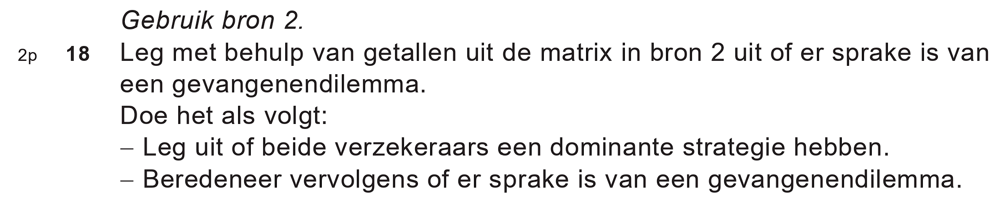 Gebruik bron 2.
2p 18 Leg met behulp van getallen uit de matrix in bron 2 uit of er sprake is van
een gevangenendilemma.
Doe het als volgt:
– Leg uit of beide verzekeraars een dominante strategie hebben.
– Beredeneer vervolgens of er sprake is van een gevangenendilemma.